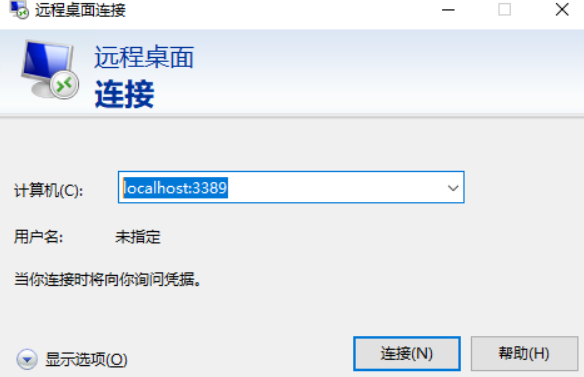 远程桌面连接
远程桌面
连接
计算机(C):
localhost:3389
用户名:
未指定
当你连接时将向你询问凭据。
显示选项(O)
连接(N)
帮助(H)